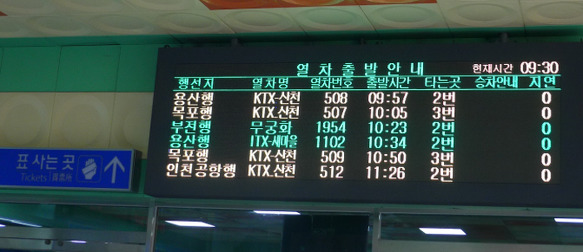 열차출발안내 현재시간 09:30
행선지 열차명 열차번호 출발시간 타는곳 승차안내 지연
용산행 KTX-산천 508 09:57 2번 0
목포행 KTX-산천 507 10:05 3번 0
부전행 무궁화 1954 10:23 2번 0
용산행 ITX-새마을 1102 10:34 2번 0
목포행 KTX-산천 509 10:50 3번 0
인천공항행 KTX-산천 512 11:26 2번 0
표 사는 곳
Tickets